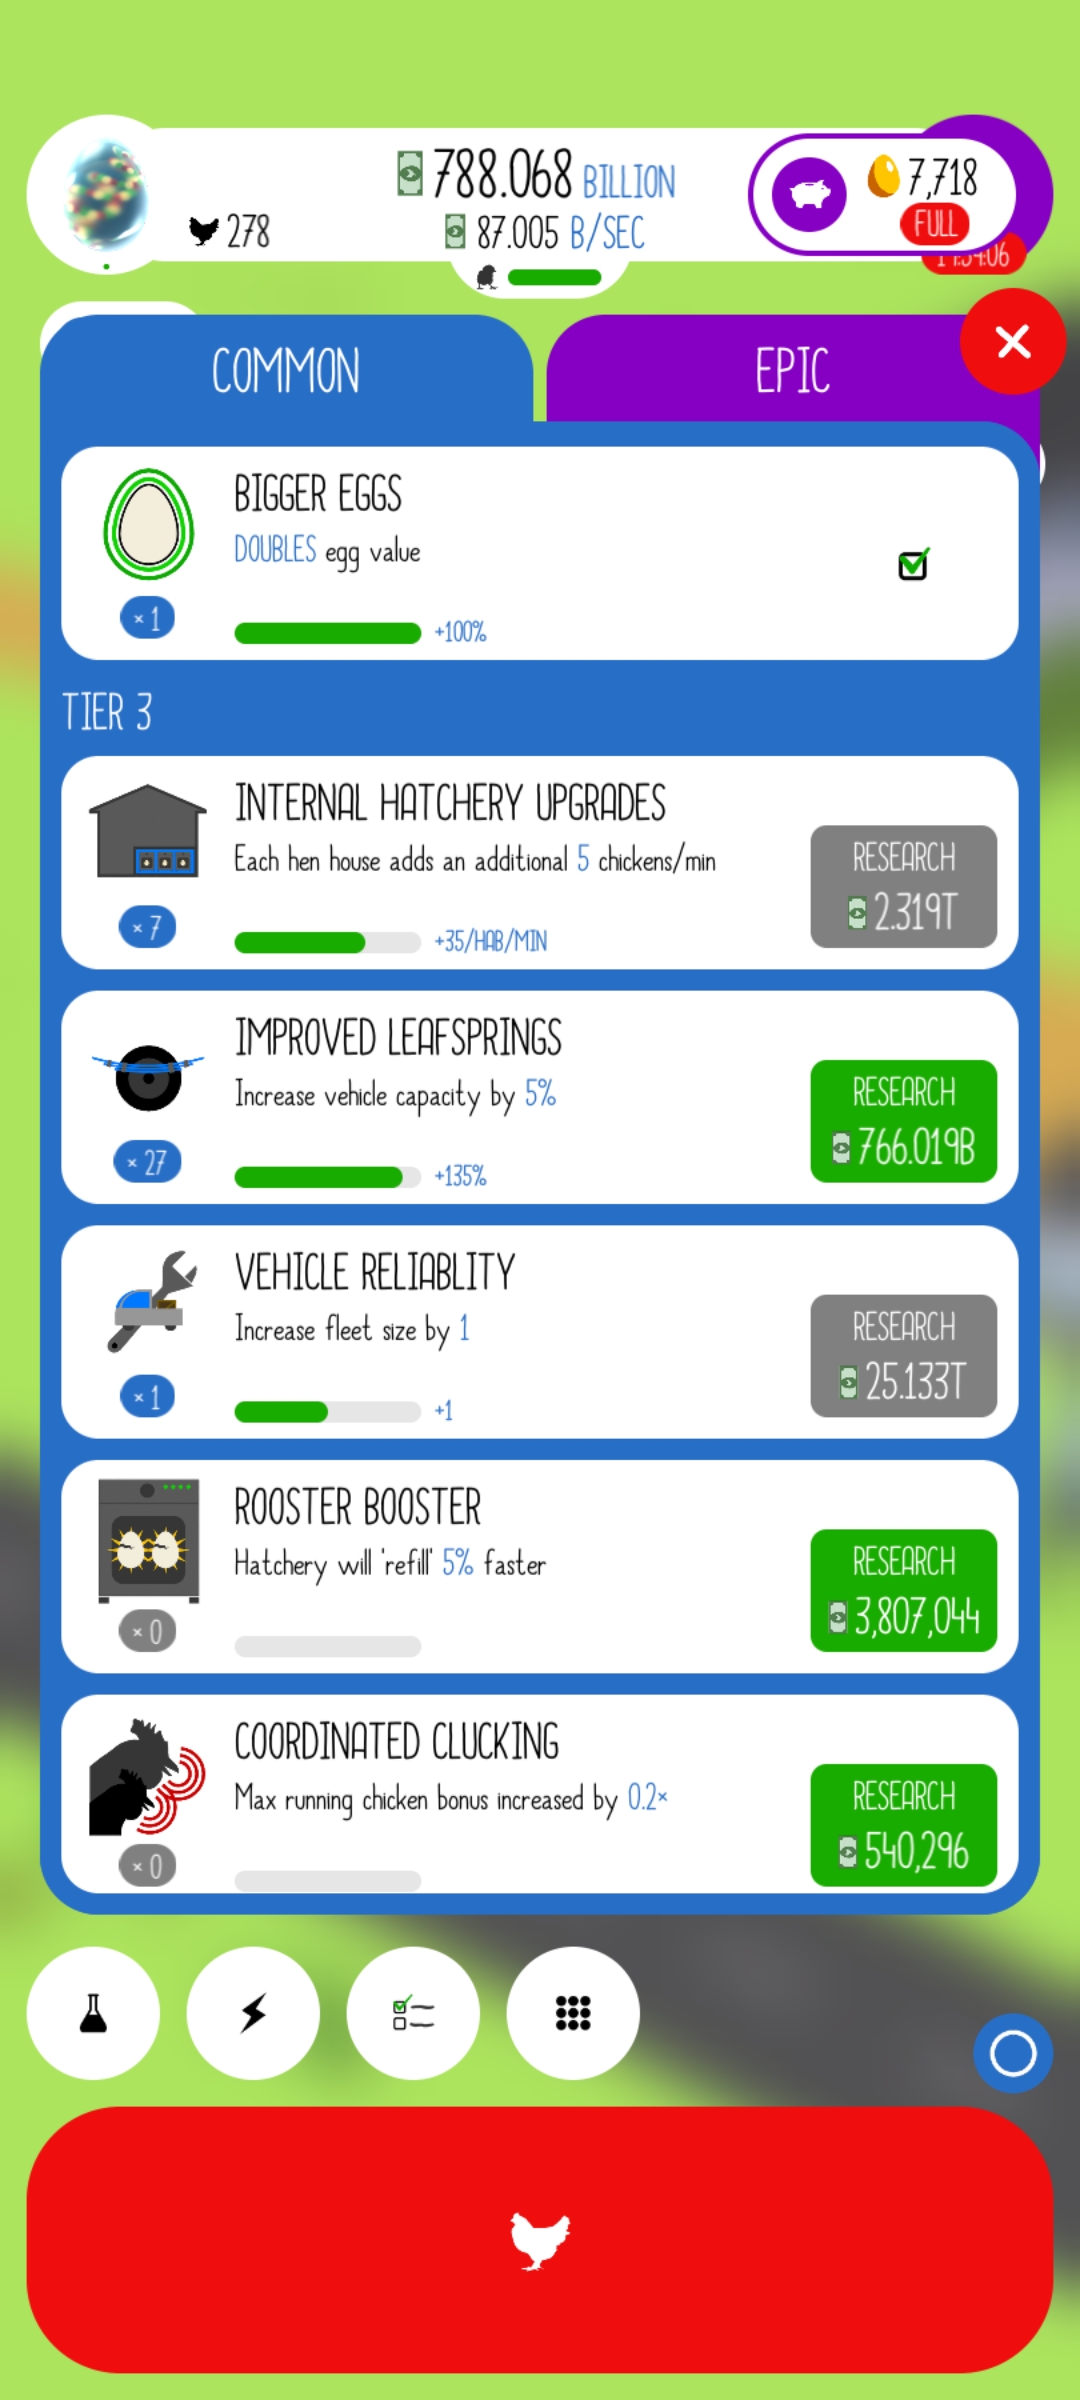 788.068 BILLION
278
87.005 B/SEC
7,718
FULL
COMMON
EPIC
BIGGER EGGS
DOUBLES egg value
× 1
+100%
TIER 3
INTERNAL HATCHERY UPGRADES
Each hen house adds an additional 5 chickens/min
RESEARCH
2.319T
× 7
+35/HAB/MIN
IMPROVED LEAFSPRINGS
Increase vehicle capacity by 5%
RESEARCH
766.019B
× 27
+135%
VEHICLE RELIABLITY
Increase fleet size by 1
RESEARCH
25.133T
× 1
+1
ROOSTER BOOSTER
Hatchery will 'refill' 5% faster
RESEARCH
3,807,044
× 0
COORDINATED CLUCKING
Max running chicken bonus increased by 0.2×
RESEARCH
540,296
× 0